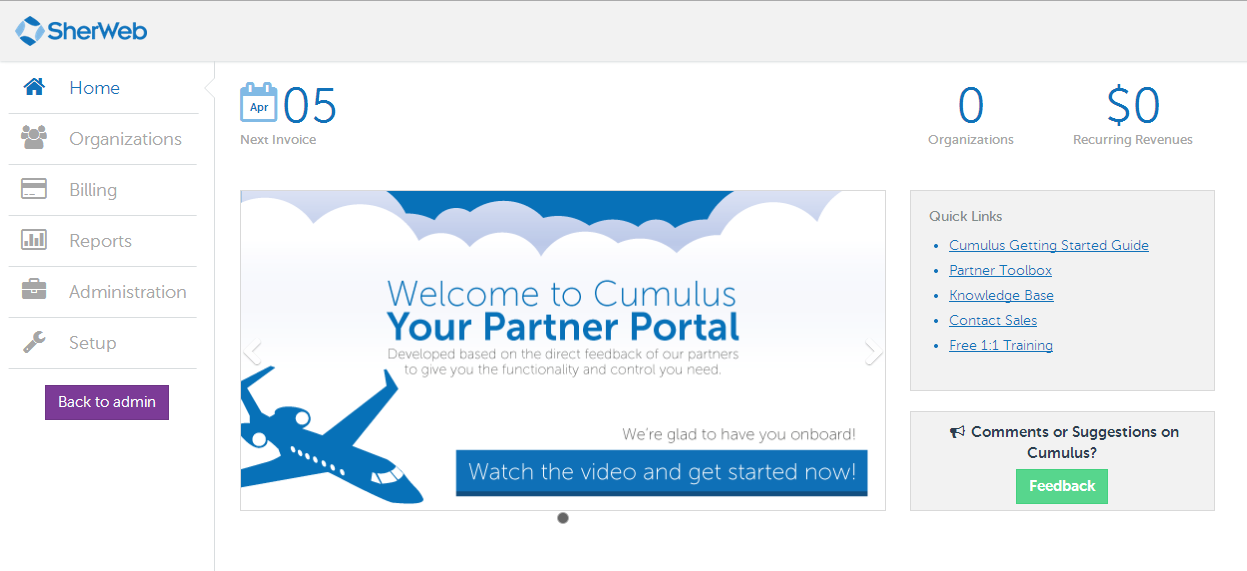 SherWeb
Home
Organizations
Billing
Reports
Administration
Setup
Back to admin
Apr 05
Next Invoice
0
Organizations
$0
Recurring Revenues
Welcome to Cumulus
Your Partner Portal
Developed based on the direct feedback of our partners
to give you the functionality and control you need.
We're glad to have you onboard!
Watch the video and get started now!
Quick Links
Cumulus Getting Started Guide
Partner Toolbox
Knowledge Base
Contact Sales
Free 1:1 Training
Comments or Suggestions on
Cumulus?
Feedback